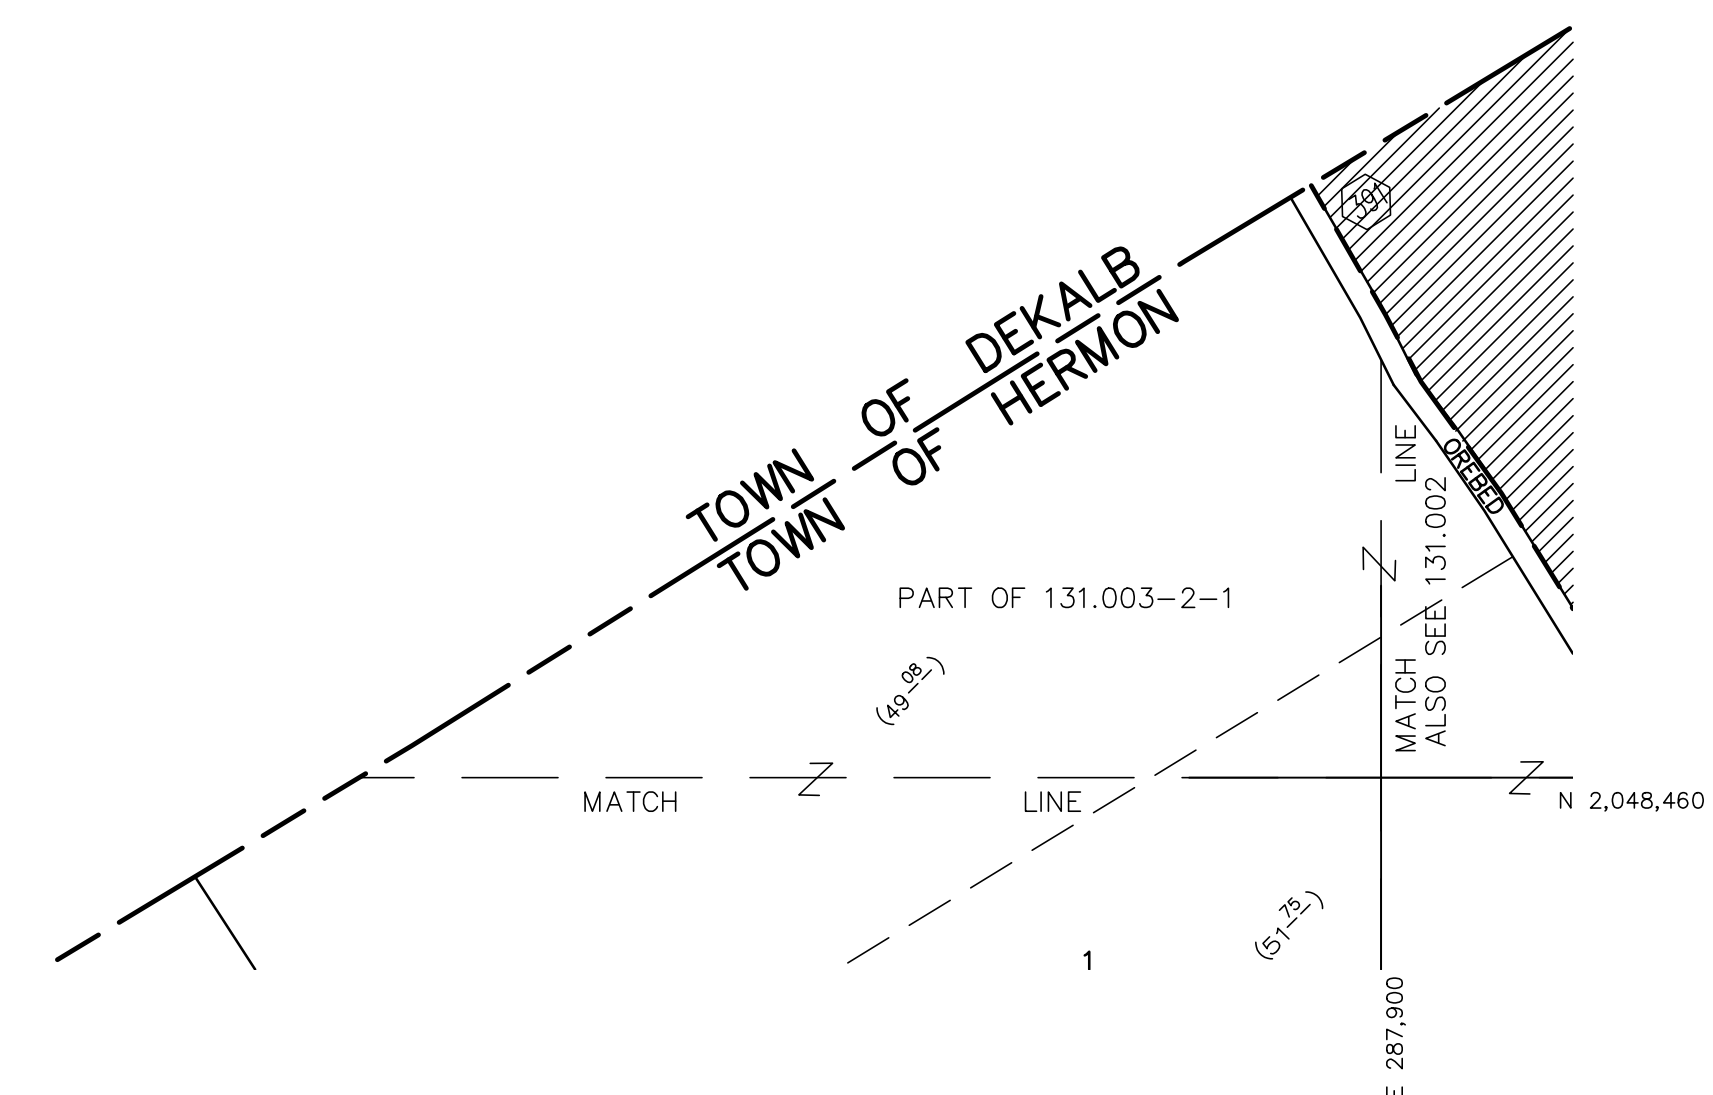 391
TOWN OF DEKALB
TOWN OF HERMON
OREBED
MATCH LINE
ALSO SEE 131.002
PART OF 131.003-2-1
(49 08)
MATCH LINE
N 2,048,460
(51 75)
1
E 287,900